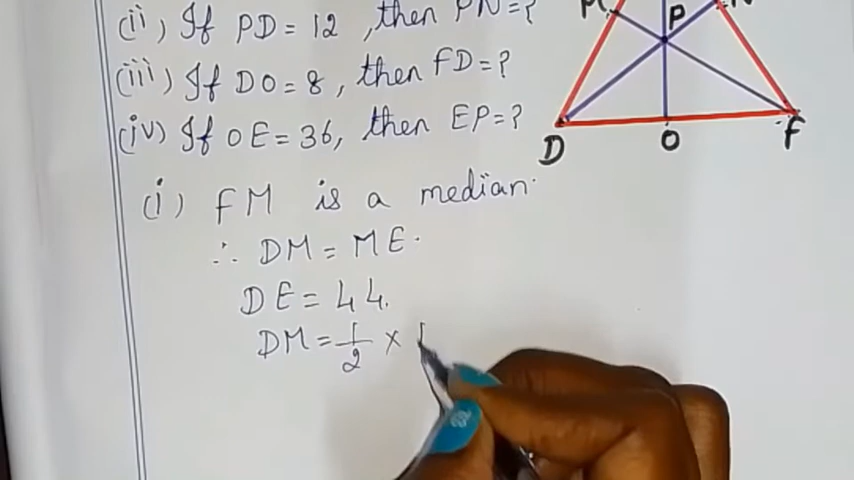 (ii) If PD = 12 , then PN = ?
(iii) If DO = 8 , then FD = ?
(iv) If OE = 36, then EP = ?
P
D
O
F
(i) FM is a median.
∴ DM = ME.
DE = 44.
DM = 1/2 ×